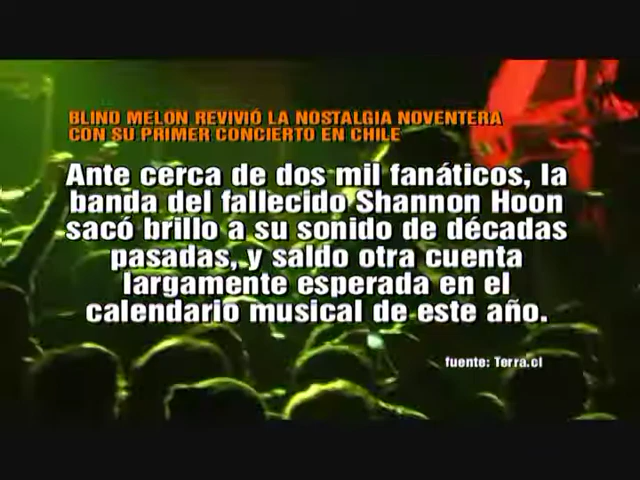 BLIND MELON REVIVIÓ LA NOSTALGIA NOVENTERA
CON SU PRIMER CONCIERTO EN CHILE
Ante cerca de dos mil fanáticos, la
banda del fallecido Shannon Hoon
sacó brillo a su sonido de décadas
pasadas, y saldo otra cuenta
largamente esperada en el
calendario musical de este año.
fuente: Terra.cl